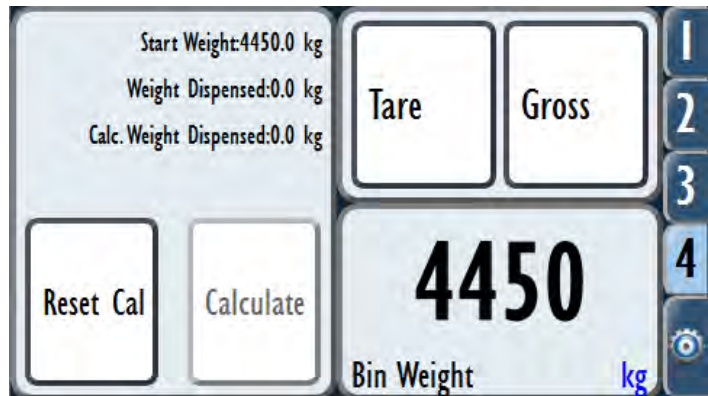 Start Weight:4450.0 kg
Weight Dispensed:0.0 kg
Calc. Weight Dispensed:0.0 kg
Reset Cal
Calculate
Tare
Gross
4450
Bin Weight kg
1
2
3
4